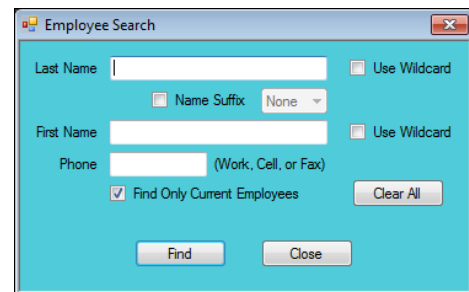 Employee Search
Last Name Use Wildcard
Name Suffix None
First Name Use Wildcard
Phone (Work, Cell, or Fax)
Find Only Current Employees Clear All
Find Close